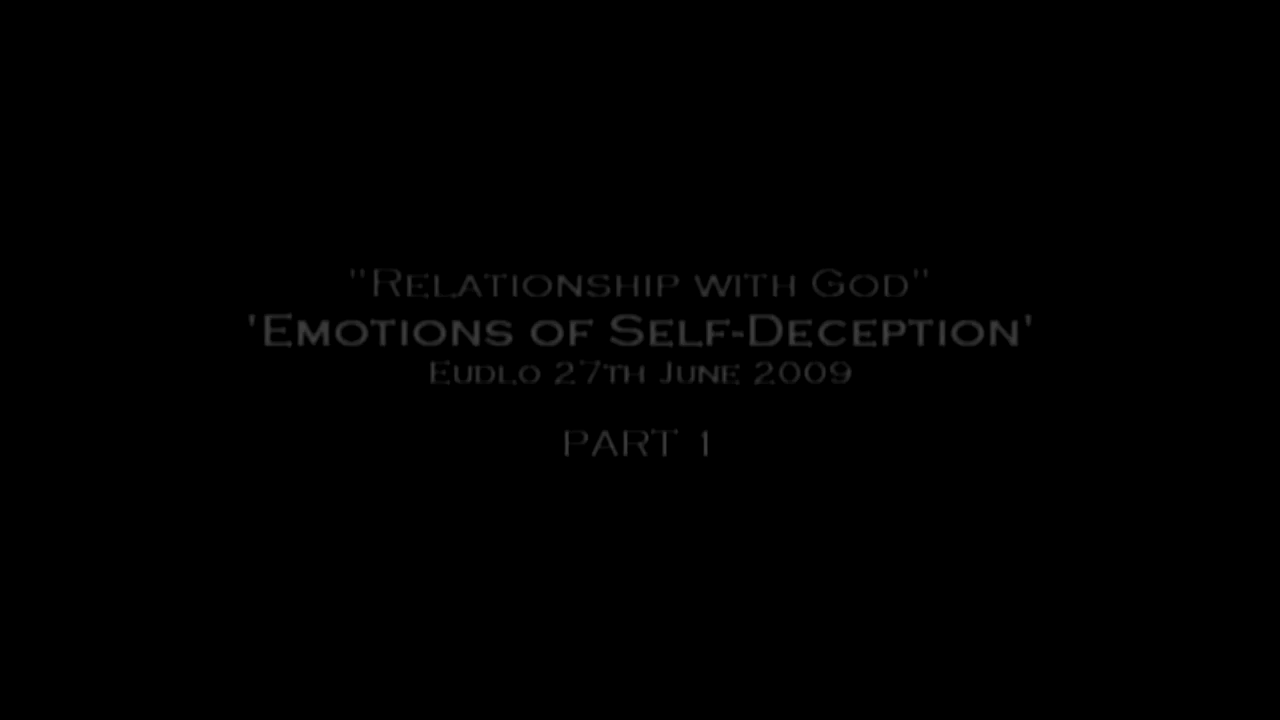 "Relationship with God"
'Emotions of Self-Deception'
Eudlo 27th June 2009
PART 1